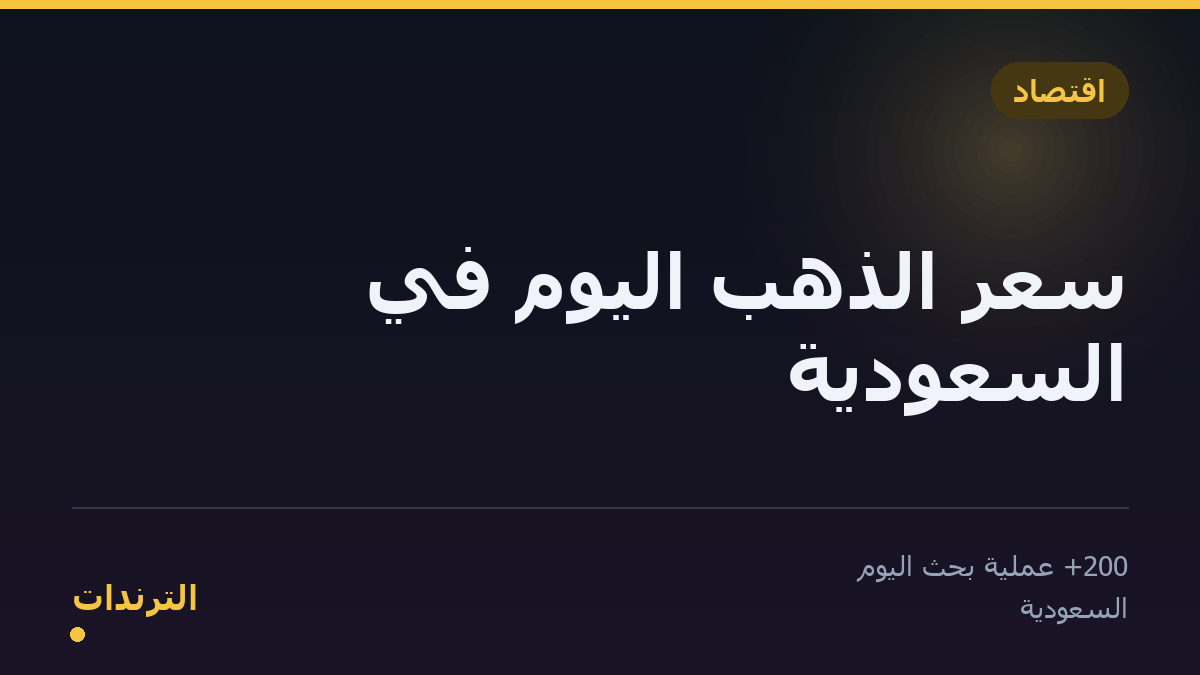 اقتصاد
سعر الذهب اليوم في
السعودية
200+ عملية بحث اليوم
السعودية
الترندات